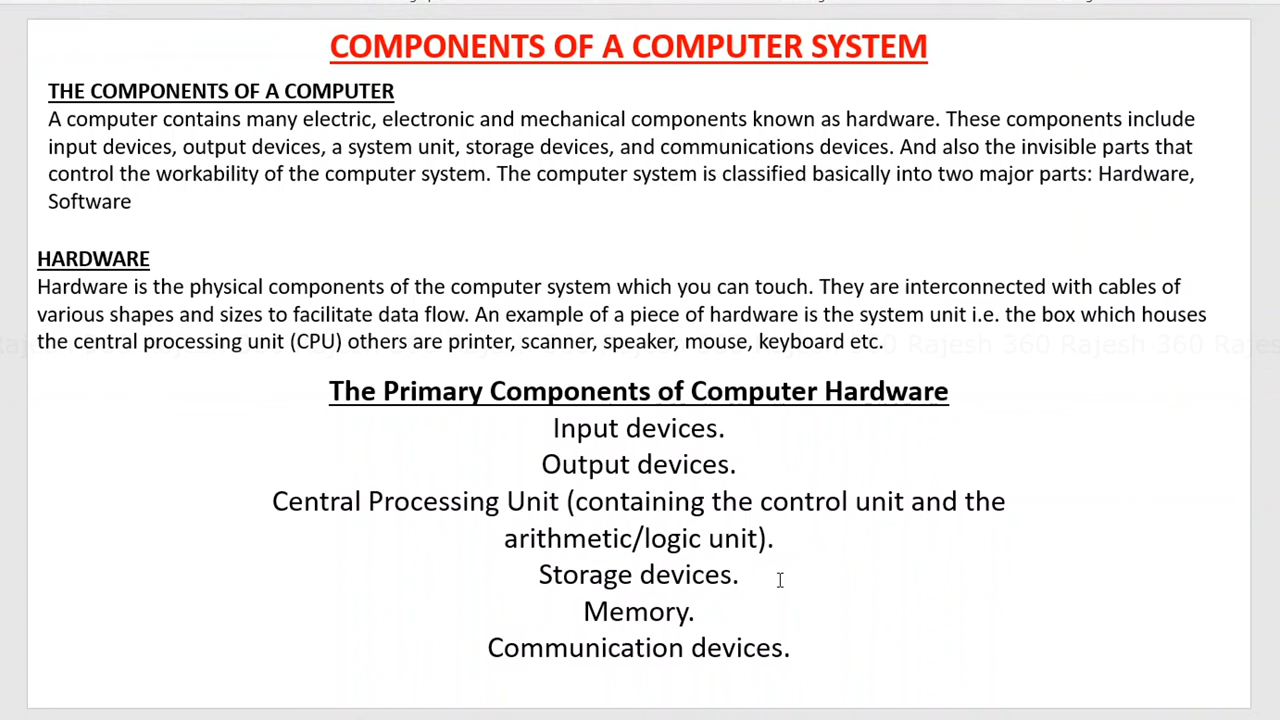 COMPONENTS OF A COMPUTER SYSTEM
THE COMPONENTS OF A COMPUTER
A computer contains many electric, electronic and mechanical components known as hardware. These components include
input devices, output devices, a system unit, storage devices, and communications devices. And also the invisible parts that
control the workability of the computer system. The computer system is classified basically into two major parts: Hardware,
Software
HARDWARE
Hardware is the physical components of the computer system which you can touch. They are interconnected with cables of
various shapes and sizes to facilitate data flow. An example of a piece of hardware is the system unit i.e. the box which houses
the central processing unit (CPU) others are printer, scanner, speaker, mouse, keyboard etc.
Rajesh 360 Rajesh 360
The Primary Components of Computer Hardware
Input devices.
Output devices.
Central Processing Unit (containing the control unit and the
arithmetic/logic unit).
Storage devices.
Memory.
Communication devices.